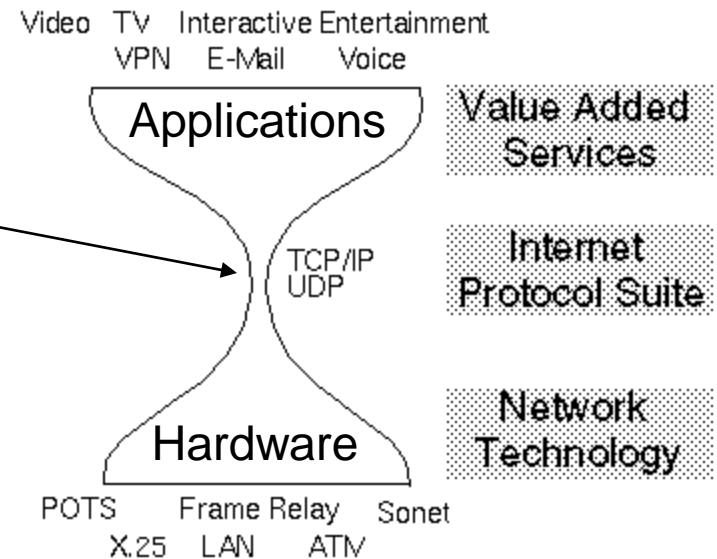 Video TV Interactive Entertainment
VPN E-Mail Voice
Applications
Value Added
Services
TCP/IP
UDP
Internet
Protocol Suite
Hardware
Network
Technology
POTS Frame Relay Sonet
X.25 LAN ATM